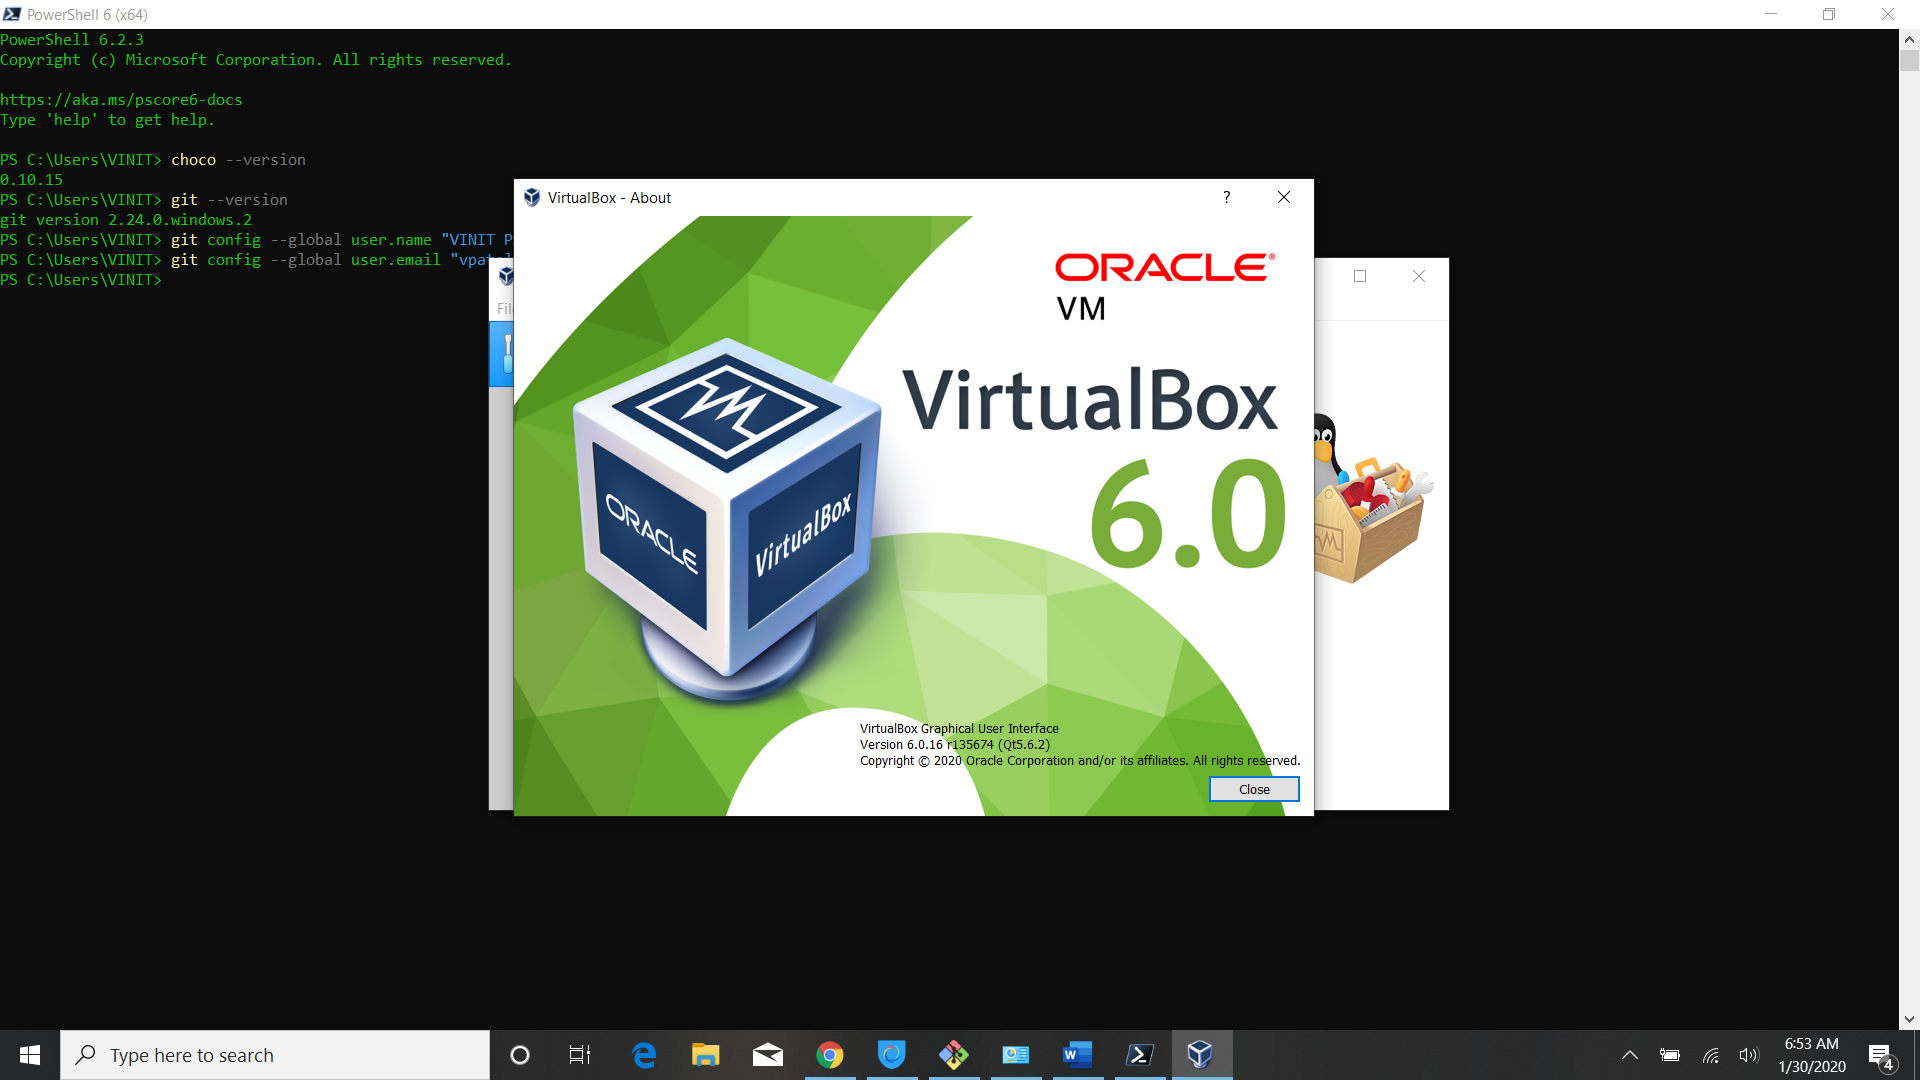 PowerShell 6 (x64)
PowerShell 6.2.3
Copyright (c) Microsoft Corporation. All rights reserved.
https://aka.ms/pscore6-docs
Type 'help' to get help.
PS C:\Users\VINIT> choco --version
0.10.15
PS C:\Users\VINIT> git --version
git version 2.24.0.windows.2
PS C:\Users\VINIT> git config --global user.name "VINIT P
PS C:\Users\VINIT> git config --global user.email "vpatel
PS C:\Users\VINIT>
File
VirtualBox - About
?
ORACLE®
VM
VirtualBox
6.0
ORACLE
VirtualBox
VirtualBox Graphical User Interface
Version 6.0.16 r135674 (Qt5.6.2)
Copyright © 2020 Oracle Corporation and/or its affiliates. All rights reserved.
Close
Type here to search
6:53 AM
1/30/2020
4